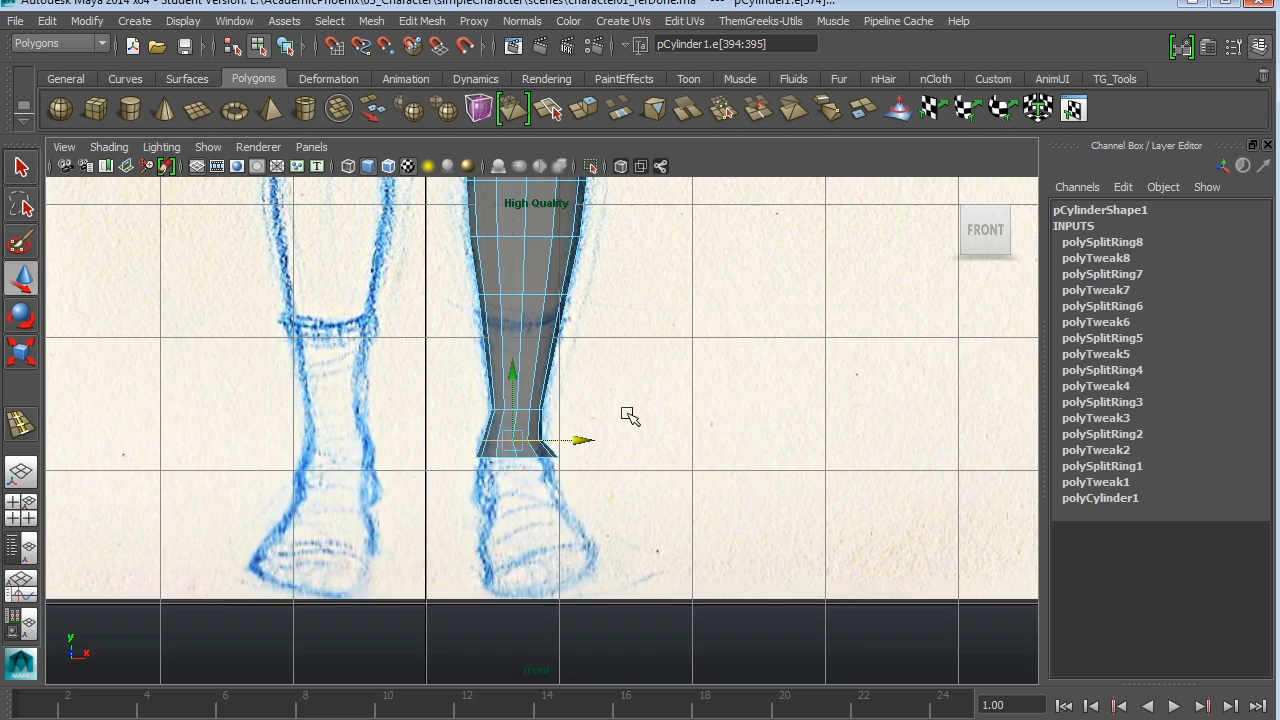 Autodesk Maya 2014 x64 - Student Version: E:\AcademicPhoenix\05_Character\simpleCharacter\scenes\character01_refDone.ma* --- pCylinder1.e[374]...
File Edit Modify Create Display Window Assets Select Mesh Edit Mesh Proxy Normals Color Create UVs Edit UVs ThemGreeks-Utils Muscle Pipeline Cache Help
Polygons pCylinder1.e[394:395]
General Curves Surfaces Polygons Deformation Animation Dynamics Rendering PaintEffects Toon Muscle Fluids Fur nHair nCloth Custom AnimUI TG_Tools
View Shading Lighting Show Renderer Panels
Channel Box / Layer Editor
Channels Edit Object Show
High Quality
FRONT
pCylinderShape1
INPUTS
polySplitRing8
polyTweak8
polySplitRing7
polyTweak7
polySplitRing6
polyTweak6
polySplitRing5
polyTweak5
polySplitRing4
polyTweak4
polySplitRing3
polyTweak3
polySplitRing2
polyTweak2
polySplitRing1
polyTweak1
polyCylinder1
y
z x
front
2 4 6 8 10 12 14 16 18 20 22 24
1.00